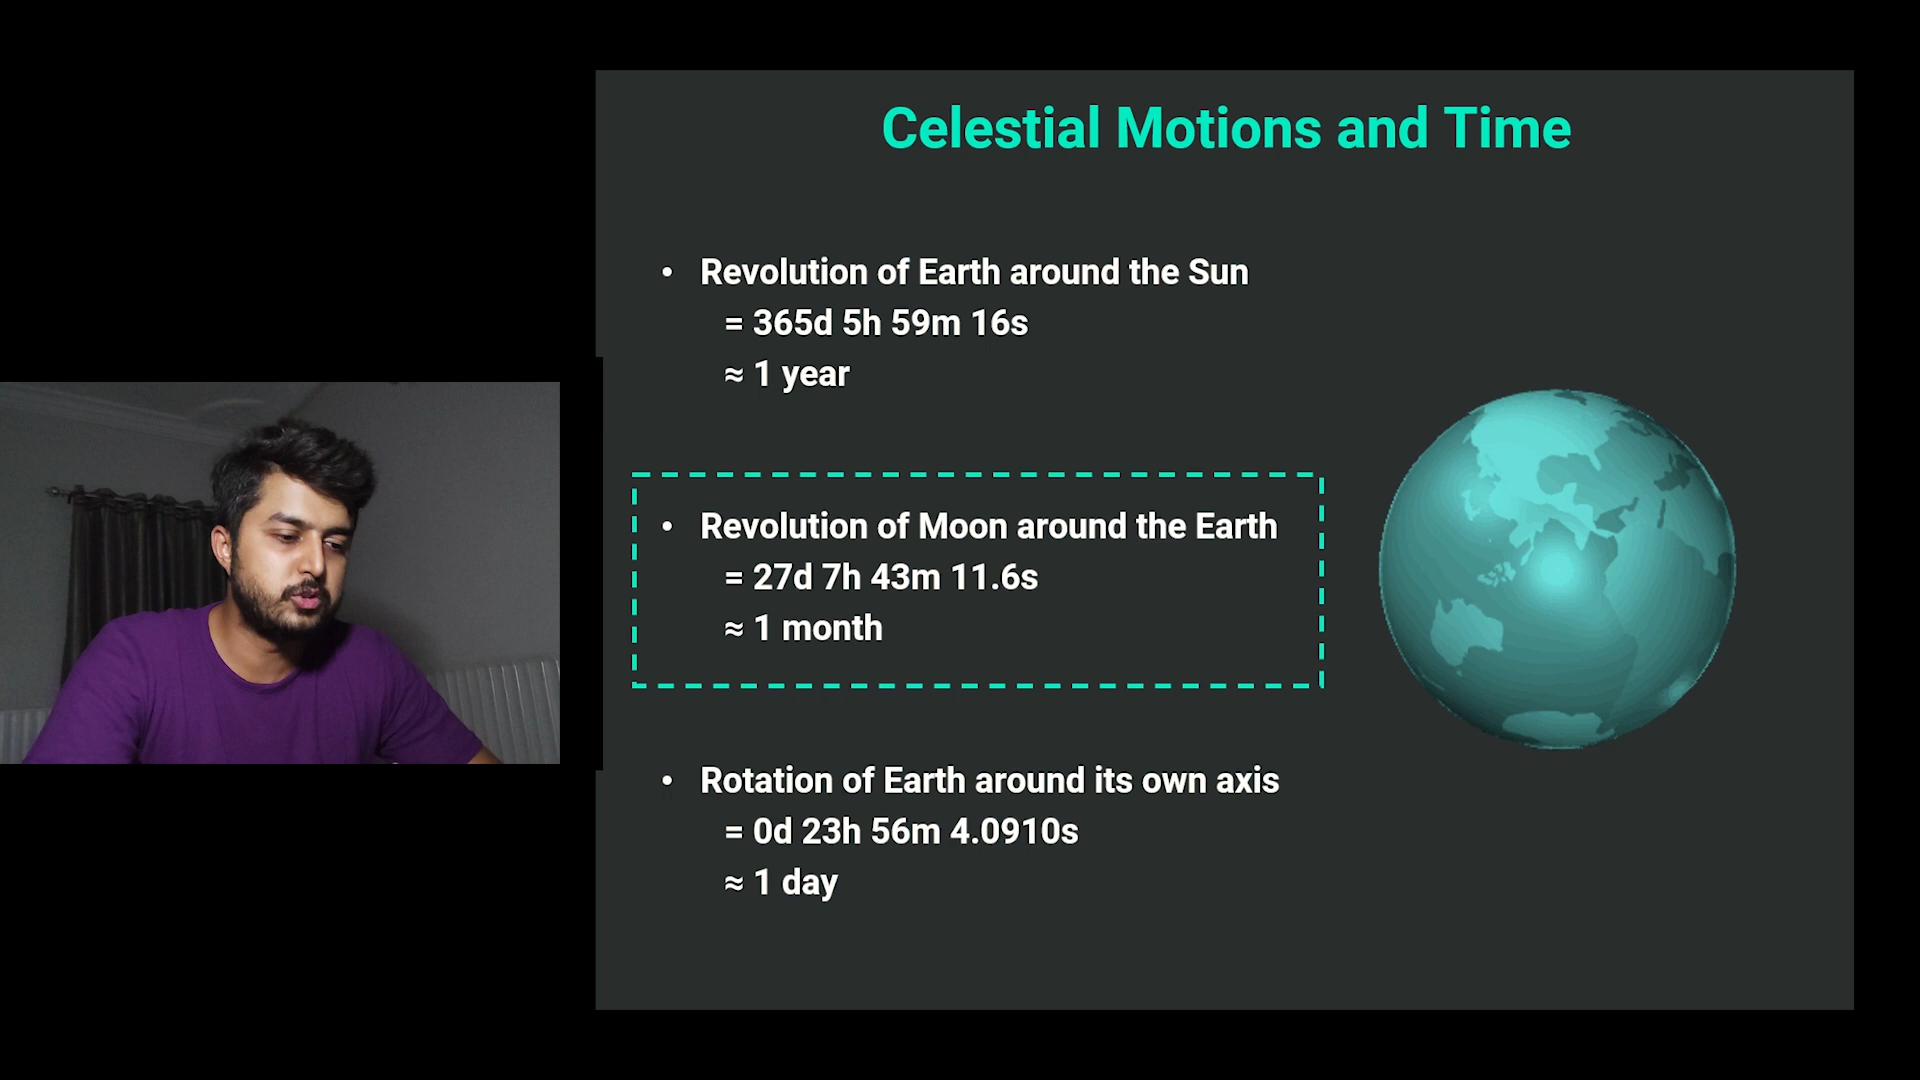 Celestial Motions and Time
• Revolution of Earth around the Sun
= 365d 5h 59m 16s
≈ 1 year
• Revolution of Moon around the Earth
= 27d 7h 43m 11.6s
≈ 1 month
• Rotation of Earth around its own axis
= 0d 23h 56m 4.0910s
≈ 1 day